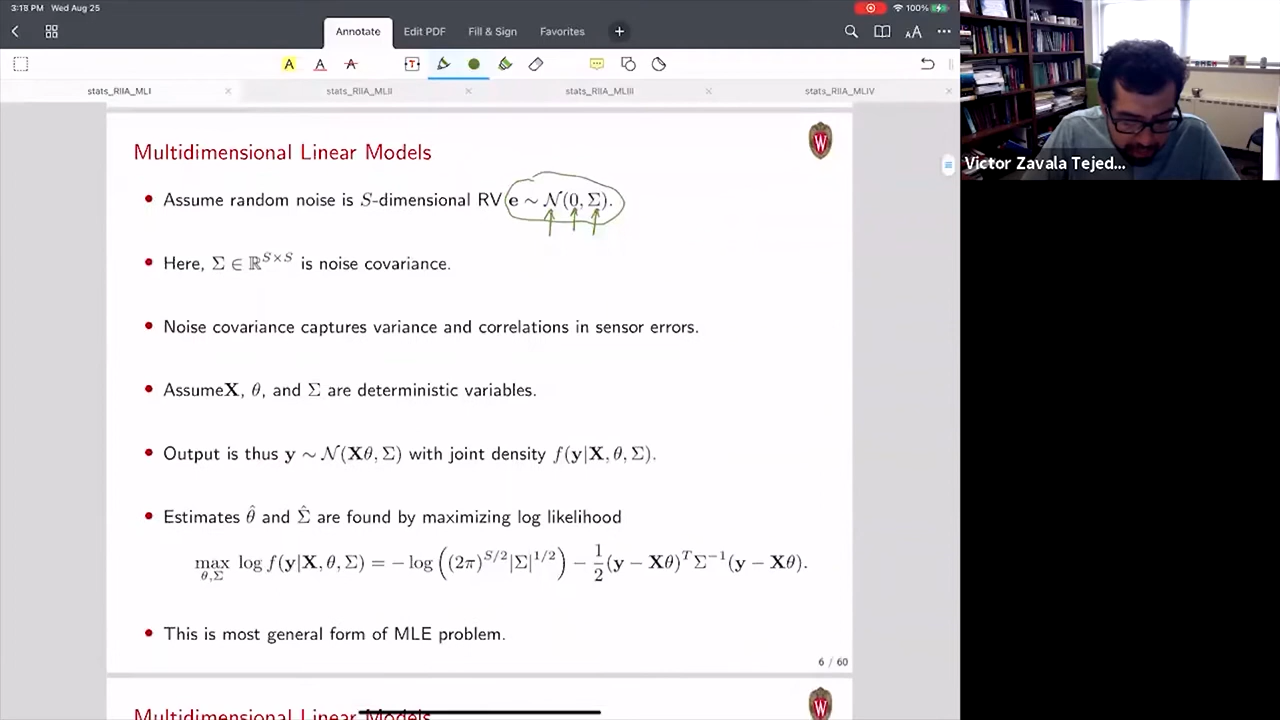 3:18 PM Wed Aug 25
100%
Annotate
Edit PDF
Fill & Sign
Favorites
stats_RIIA_MLI
stats_RIIA_MLII
stats_RIIA_MLIII
stats_RIIA_MLIV
Multidimensional Linear Models
W
• Assume random noise is S-dimensional RV e ∼ 𝒩(0, Σ).
• Here, Σ ∈ ℝ^{S×S} is noise covariance.
• Noise covariance captures variance and correlations in sensor errors.
• AssumeX, θ, and Σ are deterministic variables.
• Output is thus y ∼ 𝒩(Xθ, Σ) with joint density f(y|X, θ, Σ).
• Estimates θ̂ and Σ̂ are found by maximizing log likelihood
max_{θ,Σ} log f(y|X, θ, Σ) = − log ((2π)^{S/2}|Σ|^{1/2}) − 1/2 (y − Xθ)^T Σ^{−1}(y − Xθ).
• This is most general form of MLE problem.
6 / 60
Multidimensional Linear Models
W
Victor Zavala Tejed...